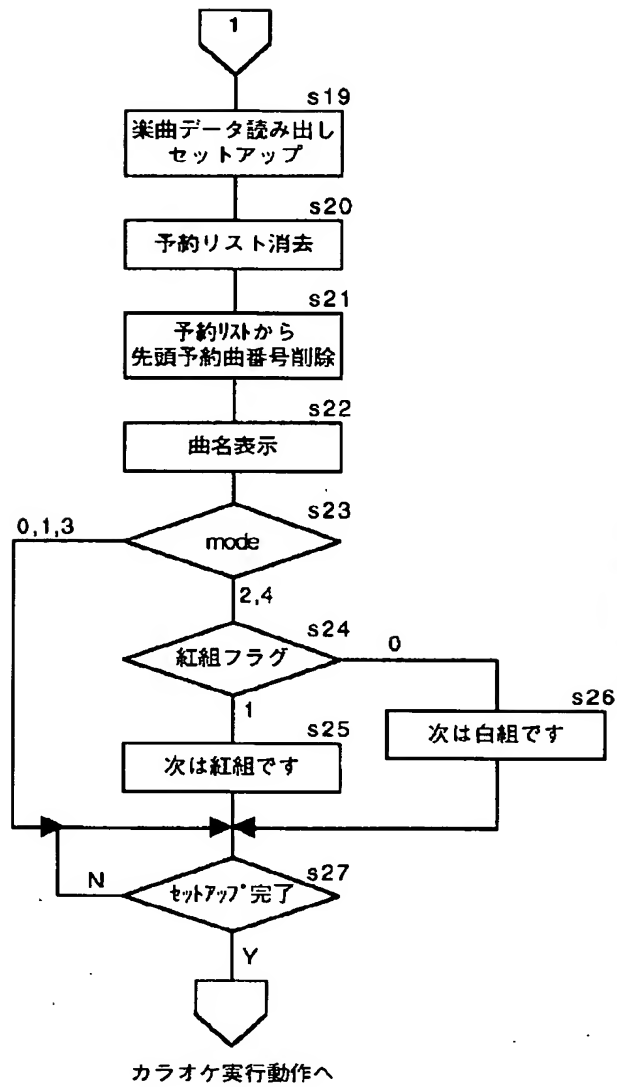 1
s19
楽曲データ読み出し
セットアップ
s20
予約リスト消去
s21
予約リストから
先頭予約曲番号削除
s22
曲名表示
s23
0,1,3
mode
2,4
s24
紅組フラグ
0
1
s25
次は紅組です
s26
次は白組です
s27
N
セットアップ完了
Y
カラオケ実行動作へ